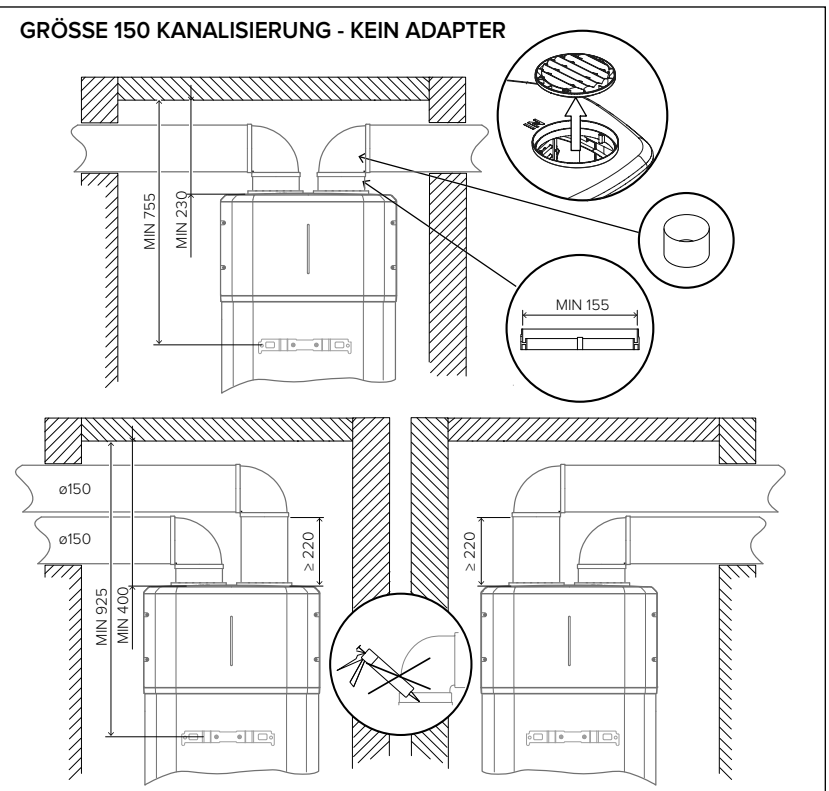 GRÖSSE 150 KANALISIERUNG - KEIN ADAPTER
MIN 755
MIN 230
MIN 155
ø150
ø150
≥ 220
MIN 925
MIN 400
≥ 220